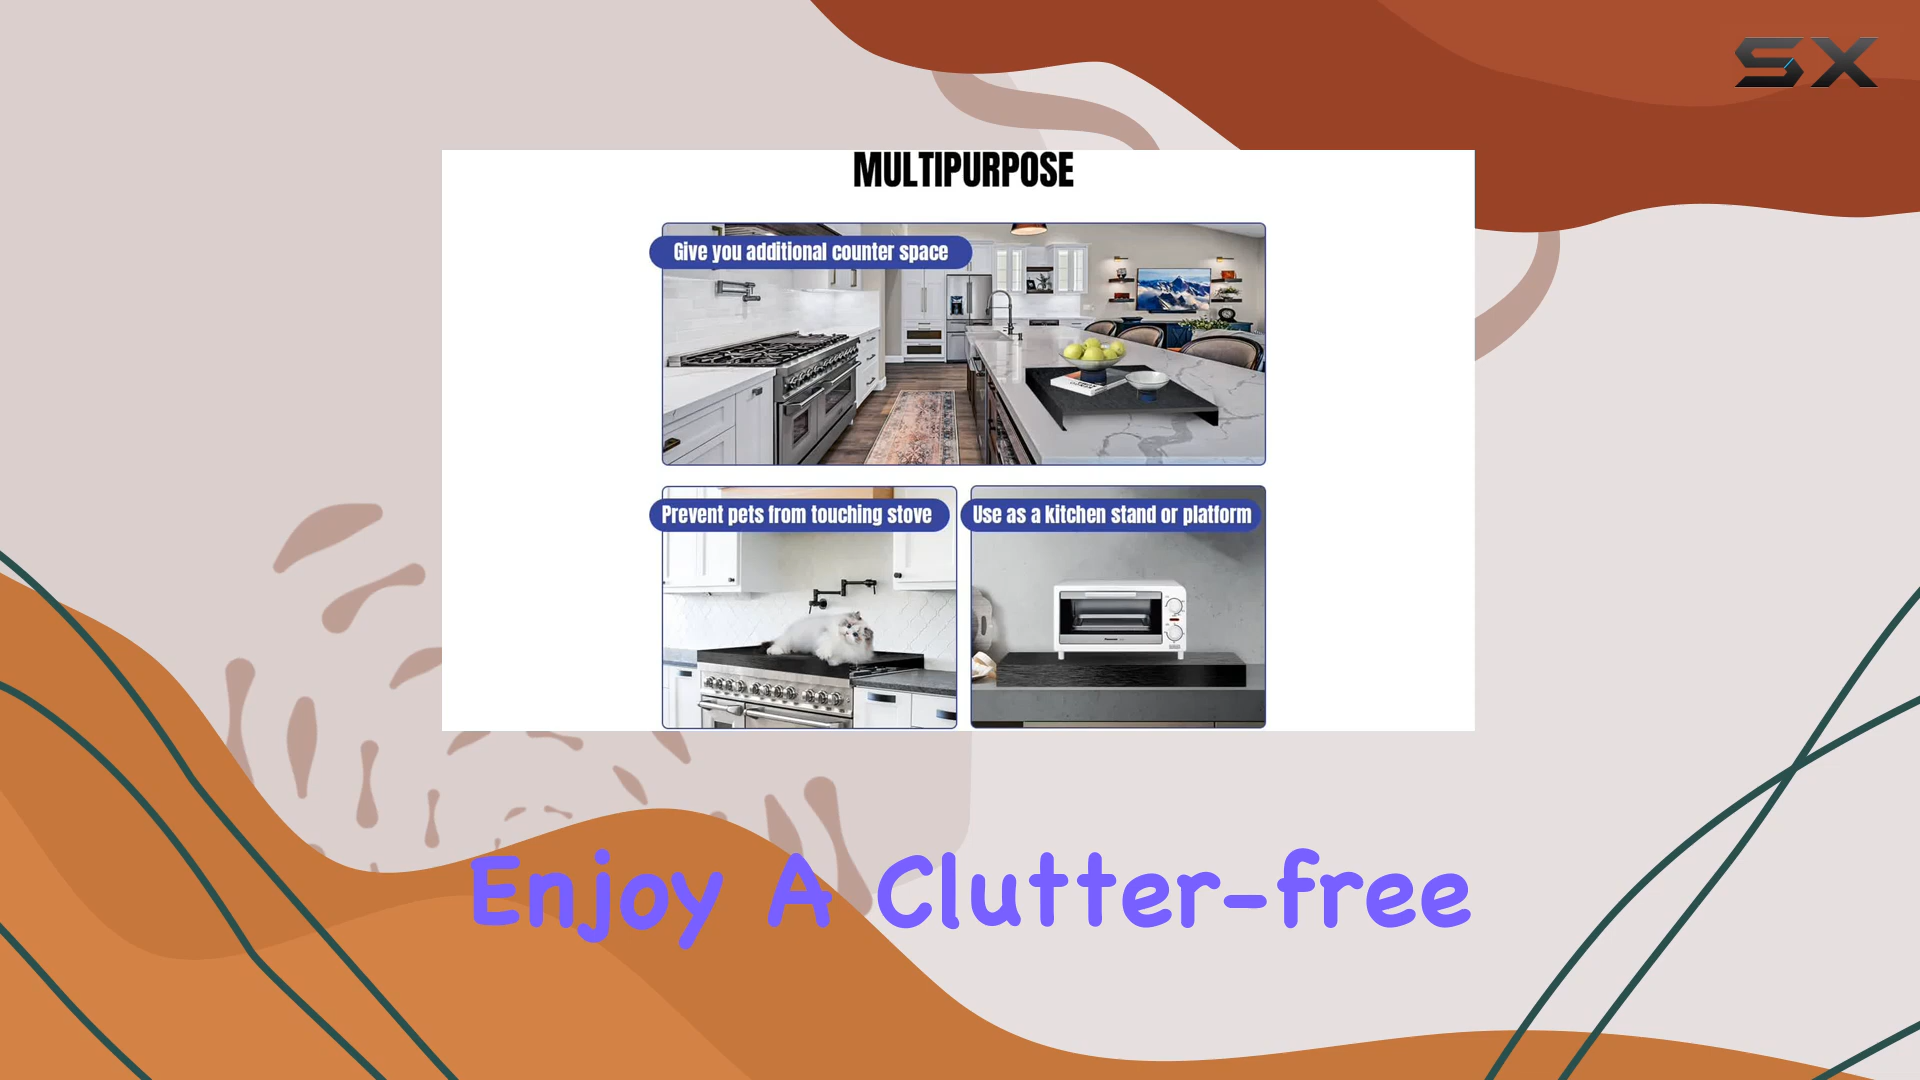 SX
MULTIPURPOSE
Give you additional counter space
Prevent pets from touching stove
Use as a kitchen stand or platform
Enjoy A Clutter-free